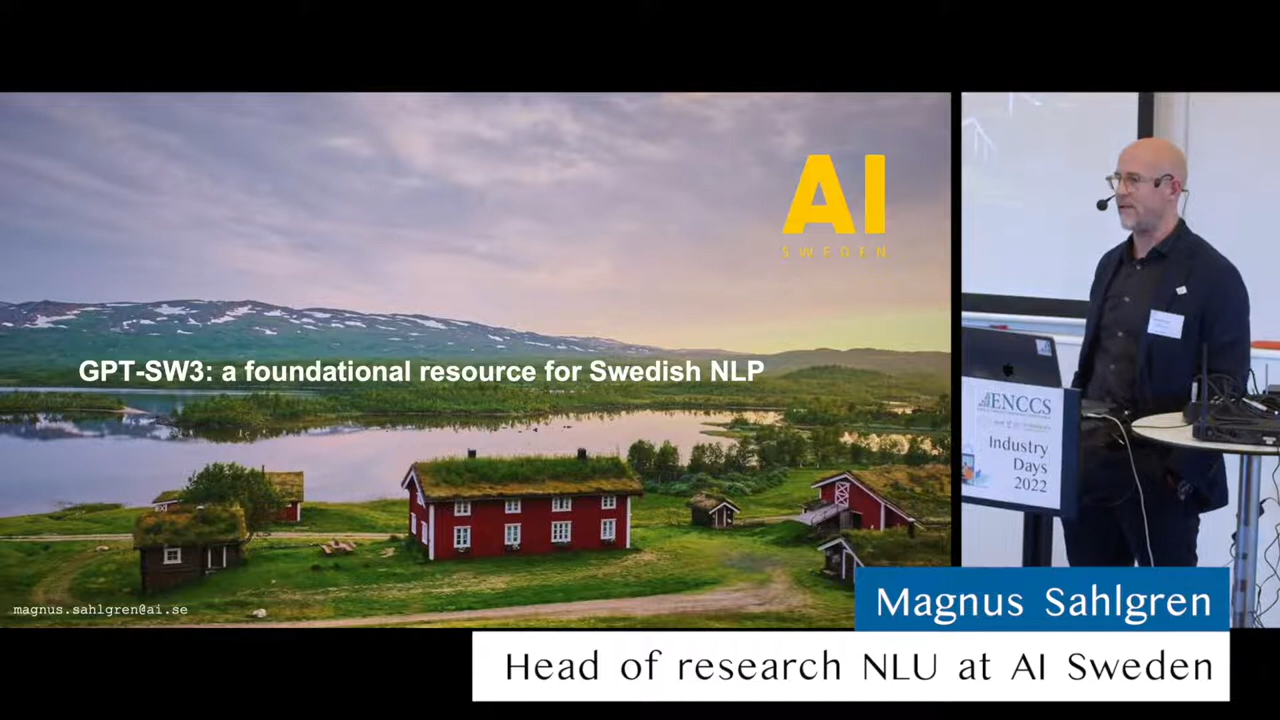 AI
SWEDEN
GPT-SW3: a foundational resource for Swedish NLP
magnus.sahlgren@ai.se
ENCCS
Industry
Days
2022
Magnus Sahlgren
Head of research NLU at AI Sweden